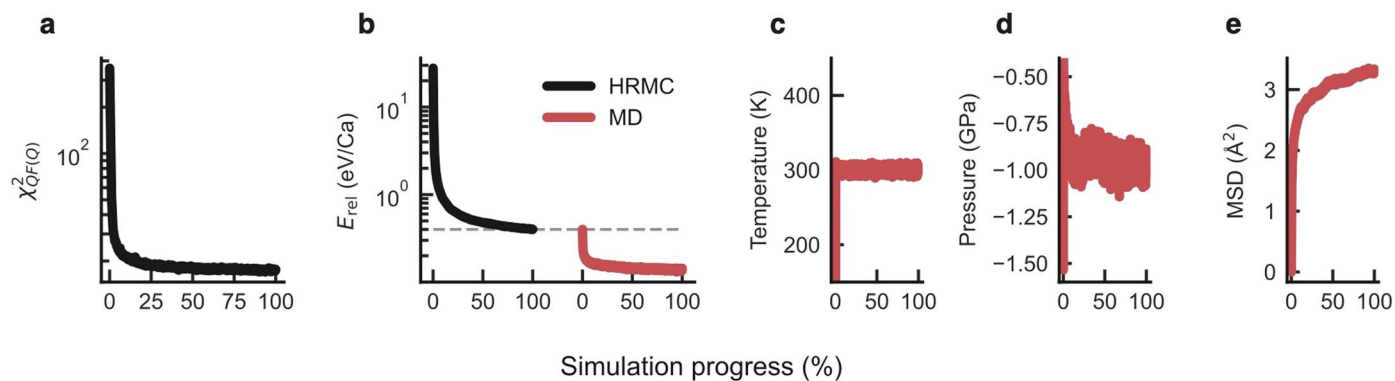 a
χ²QF(Q)
10²
0 25 50 75 100
b
Erel (eV/Ca)
10¹
10⁰
HRMC
MD
0 50 100 0 50 100
c
Temperature (K)
400
300
200
0 50 100
d
Pressure (GPa)
−0.50
−0.75
−1.00
−1.25
−1.50
0 50 100
e
MSD (Å²)
3
2
1
0
0 50 100
Simulation progress (%)